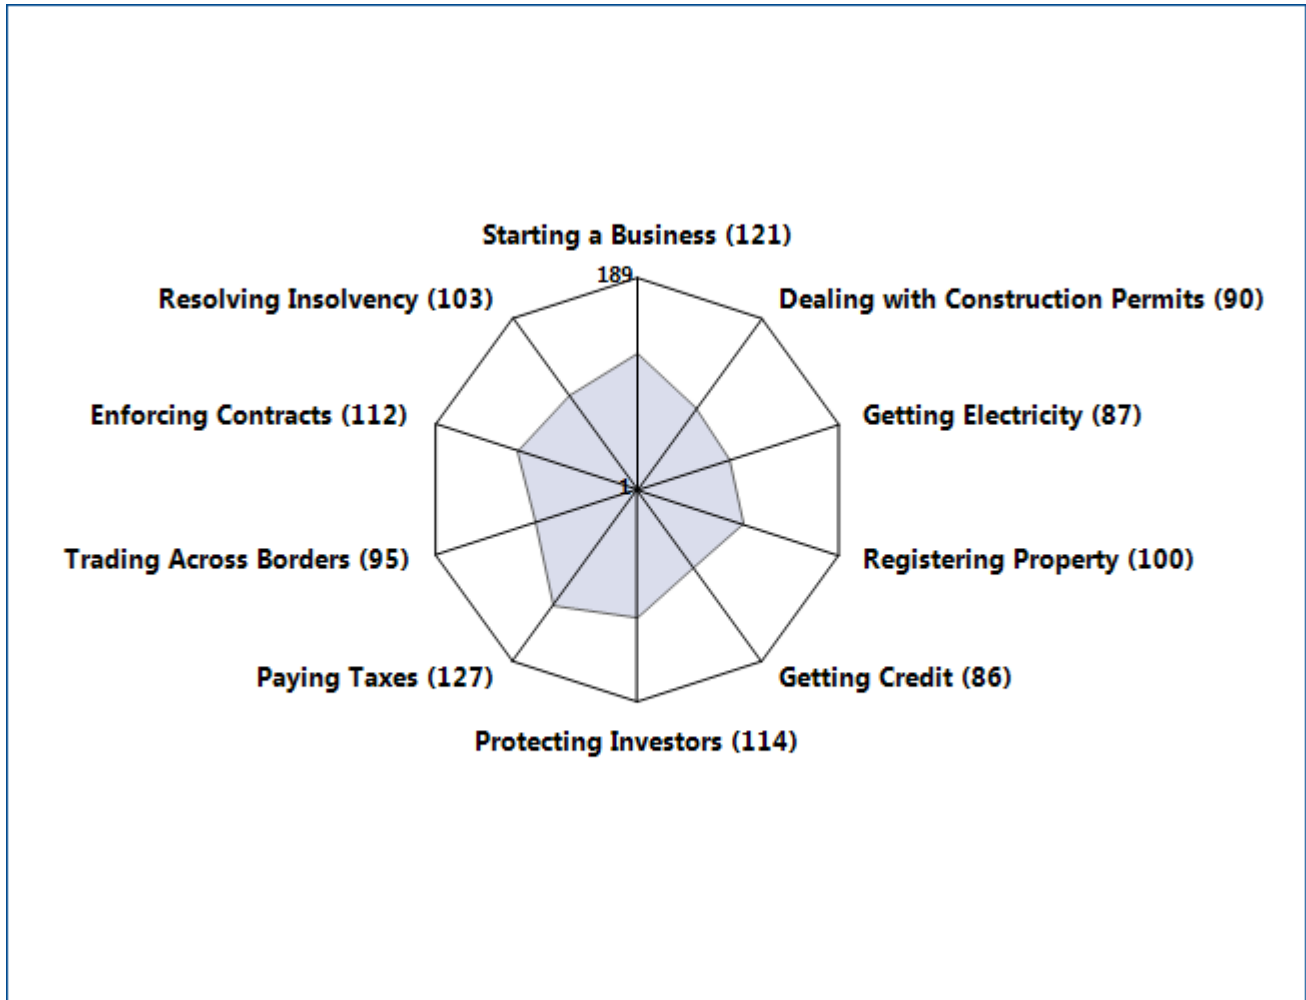 Starting a Business (121)
189
Resolving Insolvency (103)
Dealing with Construction Permits (90)
Enforcing Contracts (112)
Getting Electricity (87)
1
Trading Across Borders (95)
Registering Property (100)
Paying Taxes (127)
Getting Credit (86)
Protecting Investors (114)